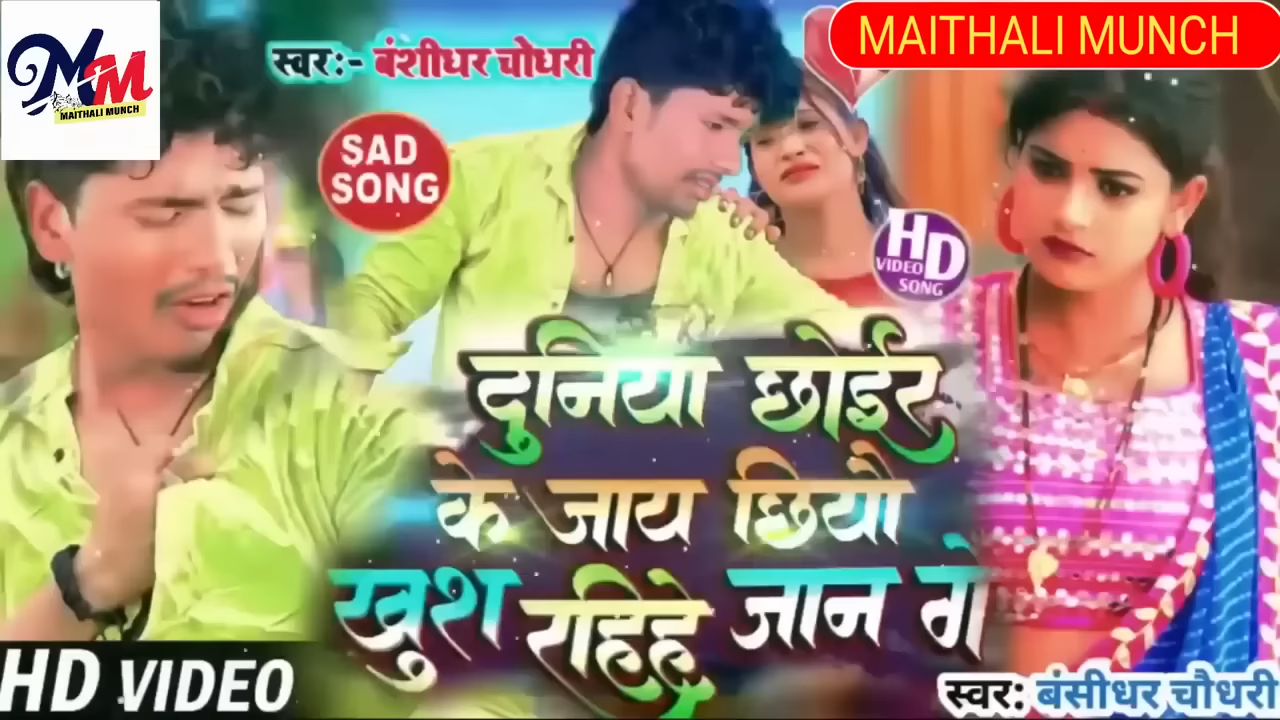 MM
MAITHALI MUNCH
MAITHALI MUNCH
स्वरः- बंशीधर चोधरी
SAD
SONG
HD
VIDEO
SONG
दुनिया छोईर
के जाय छियौ
खुश रहिहे जान गे
HD VIDEO
स्वरः बंसीधर चौधरी